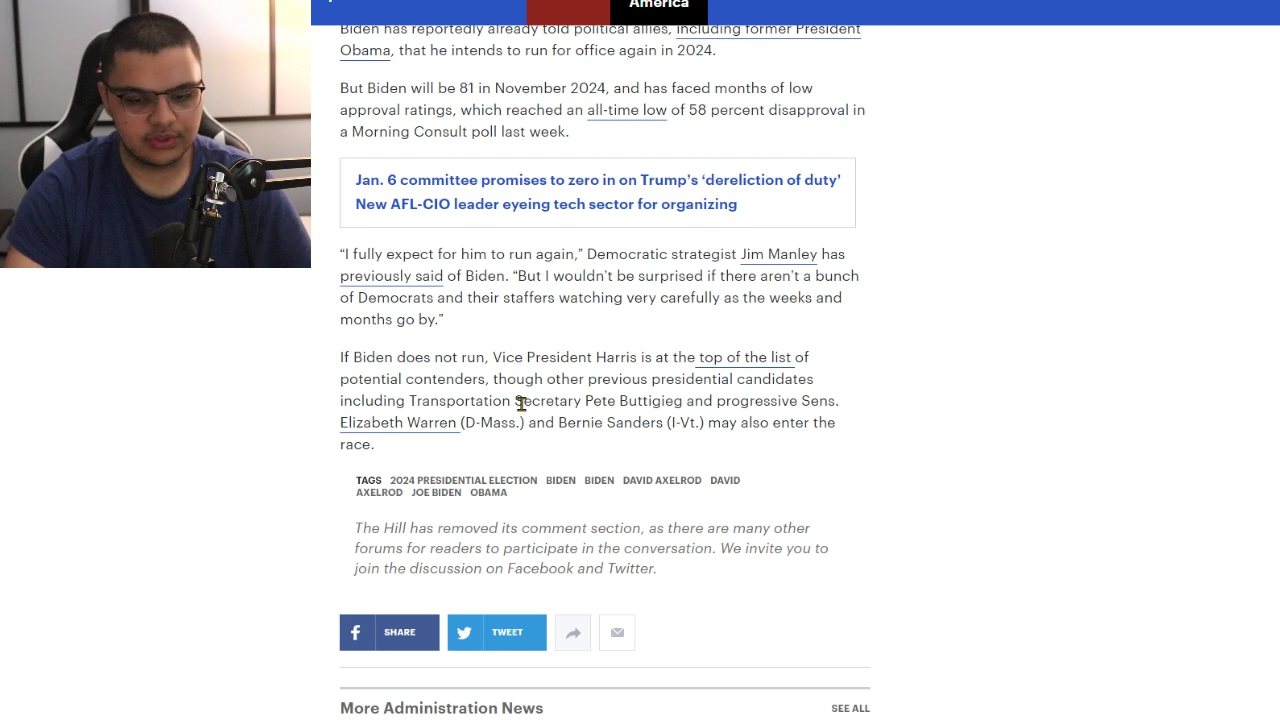 America
Biden has reportedly already told political allies, including former President
Obama, that he intends to run for office again in 2024.
But Biden will be 81 in November 2024, and has faced months of low
approval ratings, which reached an all-time low of 58 percent disapproval in
a Morning Consult poll last week.
Jan. 6 committee promises to zero in on Trump's ‘dereliction of duty’
New AFL-CIO leader eyeing tech sector for organizing
“I fully expect for him to run again,” Democratic strategist Jim Manley has
previously said of Biden. “But I wouldn't be surprised if there aren't a bunch
of Democrats and their staffers watching very carefully as the weeks and
months go by.”
If Biden does not run, Vice President Harris is at the top of the list of
potential contenders, though other previous presidential candidates
including Transportation Secretary Pete Buttigieg and progressive Sens.
Elizabeth Warren (D-Mass.) and Bernie Sanders (I-Vt.) may also enter the
race.
TAGS 2024 PRESIDENTIAL ELECTION BIDEN BIDEN DAVID AXELROD DAVID
AXELROD JOE BIDEN OBAMA
The Hill has removed its comment section, as there are many other
forums for readers to participate in the conversation. We invite you to
join the discussion on Facebook and Twitter.
SHARE TWEET
More Administration News SEE ALL